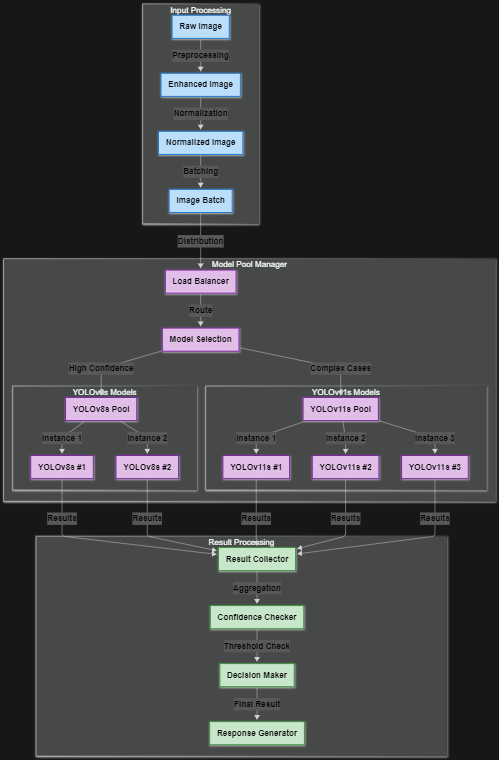 Input Processing
Raw Image
Preprocessing
Enhanced Image
Normalization
Normalized Image
Batching
Image Batch
Distribution
Model Pool Manager
Load Balancer
Route
Model Selection
High Confidence
Complex Cases
YOLOv8s Models
YOLOv11s Models
YOLOv8s Pool
YOLOv11s Pool
Instance 1
Instance 2
Instance 1
Instance 2
Instance 3
YOLOv8s #1
YOLOv8s #2
YOLOv11s #1
YOLOv11s #2
YOLOv11s #3
Results
Results
Results
Results
Results
Result Processing
Result Collector
Aggregation
Confidence Checker
Threshold Check
Decision Maker
Final Result
Response Generator